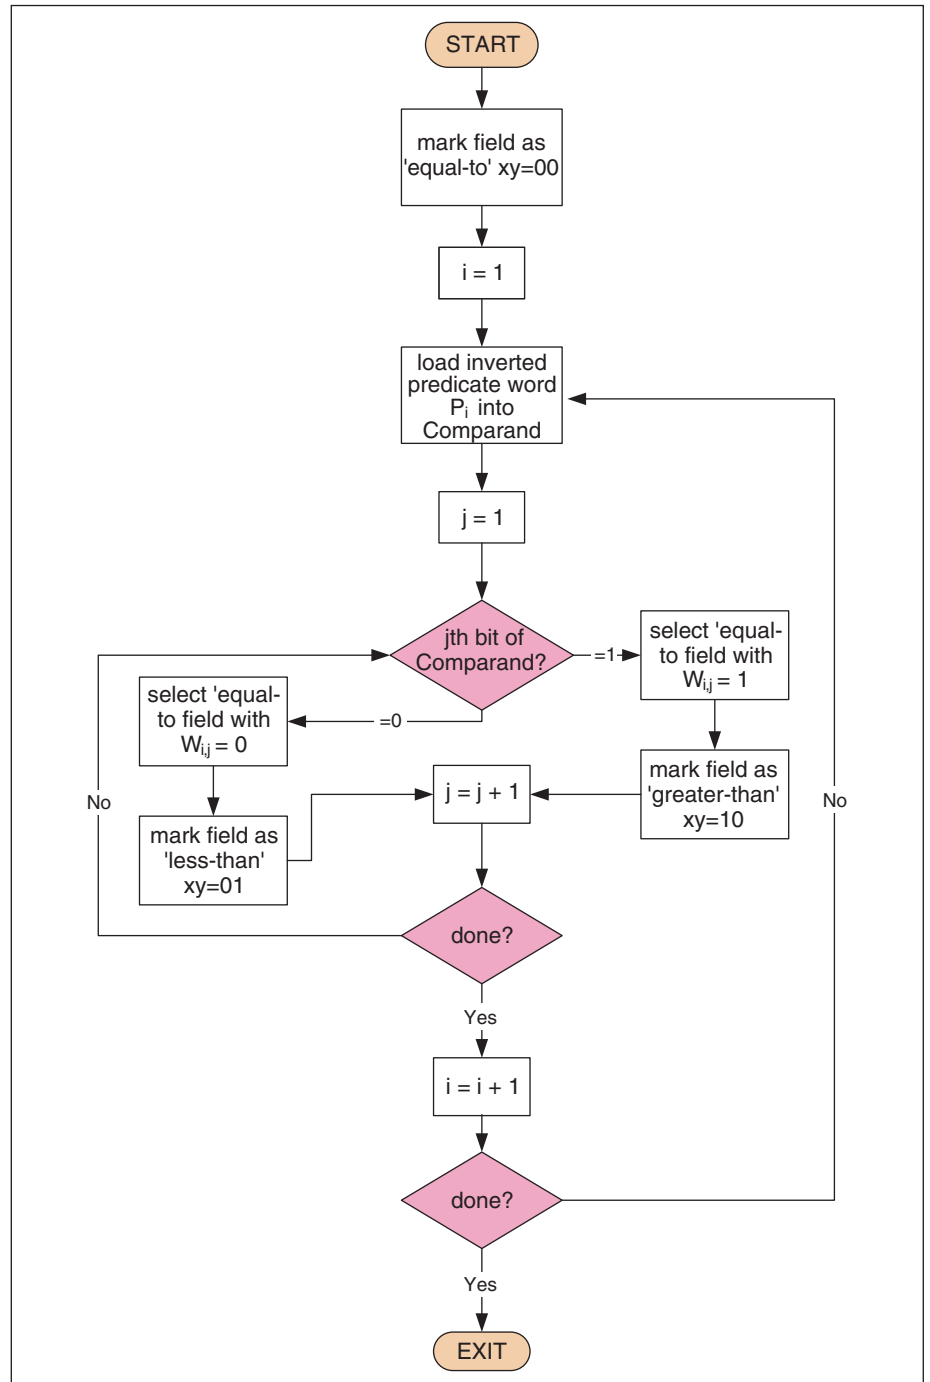 START
mark field as
'equal-to' xy=00
i = 1
load inverted
predicate word
Pi into
Comparand
j = 1
jth bit of
Comparand?
=1
select 'equal-
to field with
Wi,j = 1
=0
select 'equal-
to field with
Wi,j = 0
mark field as
'greater-than'
xy=10
j = j + 1
No
No
mark field as
'less-than'
xy=01
done?
Yes
i = i + 1
done?
Yes
EXIT